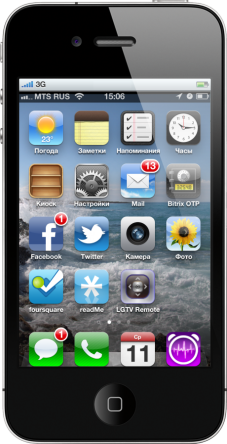 3G
MTS RUS 15:06
23°
Погода Заметки Напоминания Часы
13
Киоск Настройки Mail Bitrix OTP
1
Facebook Twitter Камера Фото
foursquare readMe LGTV Remote
1
Ср
11